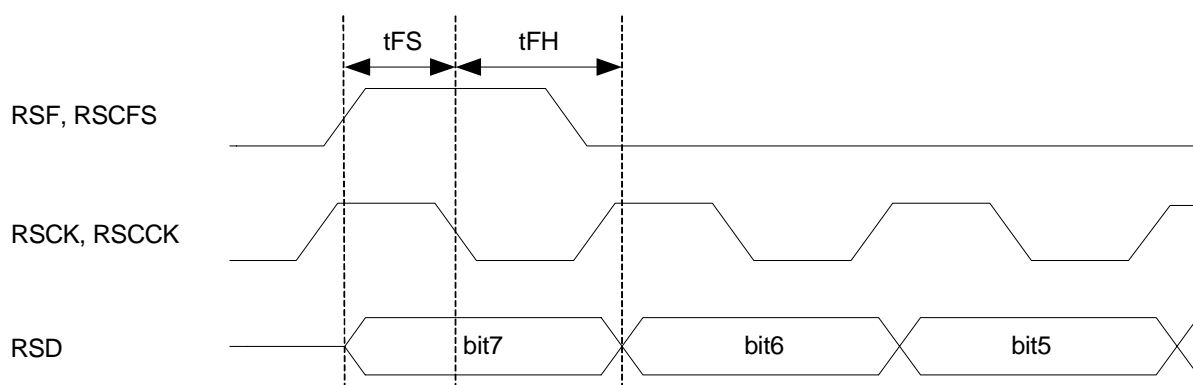 tFS tFH
RSF, RSCFS
RSCK, RSCCK
RSD bit7 bit6 bit5